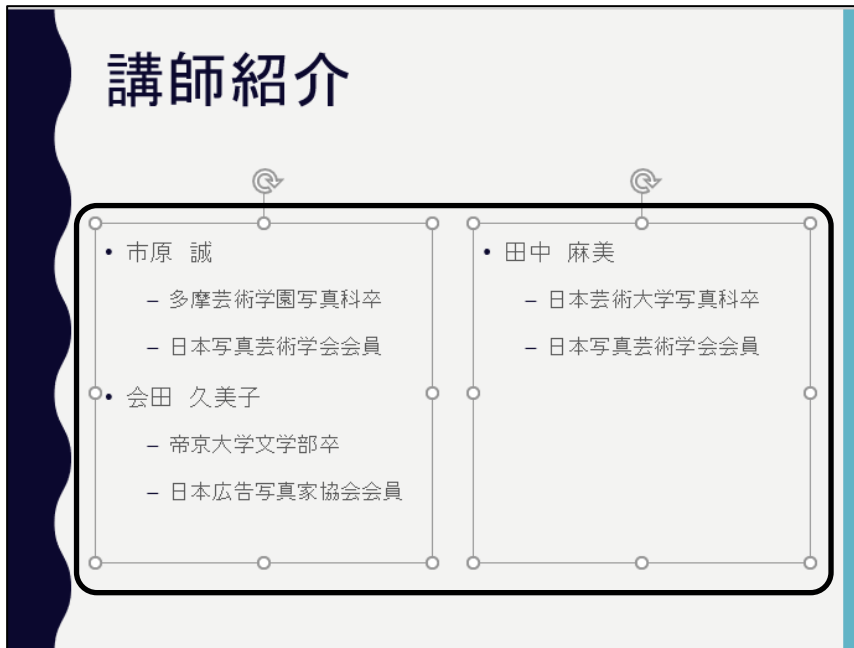 講師紹介
• 市原 誠
– 多摩芸術学園写真科卒
– 日本写真芸術学会会員
• 会田 久美子
– 帝京大学文学部卒
– 日本広告写真家協会会員
• 田中 麻美
– 日本芸術大学写真科卒
– 日本写真芸術学会会員